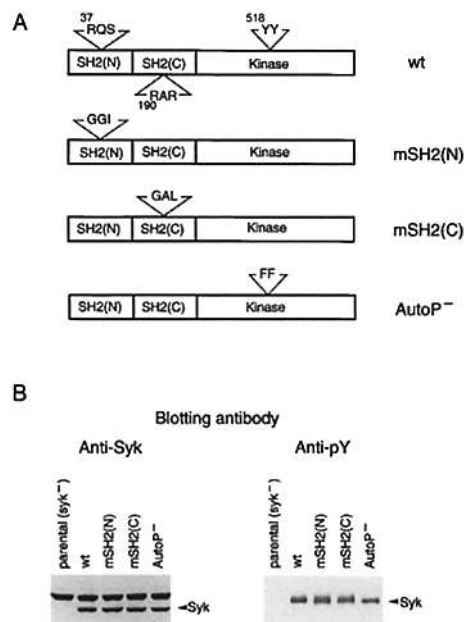 A
37
RQS
518
YY
SH2(N) SH2(C) Kinase wt
190
RAR
GGI
SH2(N) SH2(C) Kinase mSH2(N)
GAL
SH2(N) SH2(C) Kinase mSH2(C)
FF
SH2(N) SH2(C) Kinase AutoP⁻
B
Blotting antibody
Anti-Syk Anti-pY
parental (syk⁻) wt mSH2(N) mSH2(C) AutoP⁻
parental (syk⁻) wt mSH2(N) mSH2(C) AutoP⁻
Syk Syk